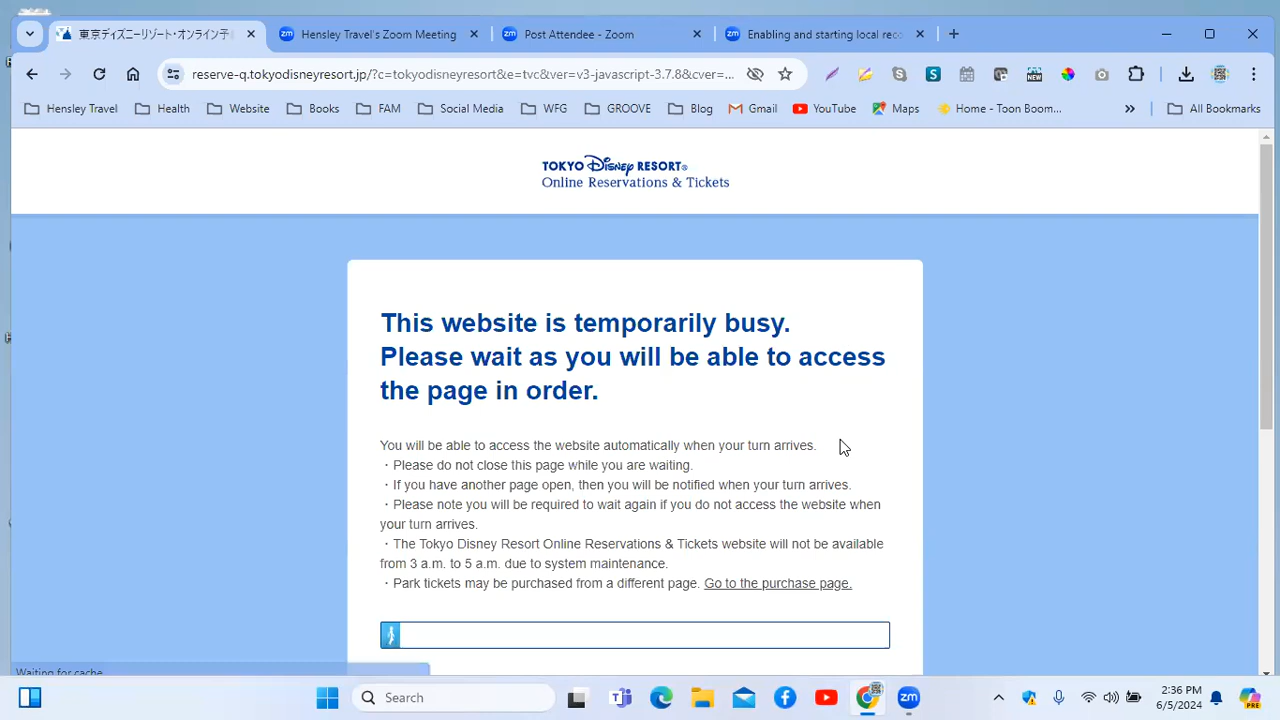 東京ディズニーリゾート・オンライン予
Hensley Travel's Zoom Meeting
Post Attendee - Zoom
Enabling and starting local reco
reserve-q.tokyodisneyresort.jp/?c=tokyodisneyresort&e=tvc&ver=v3-javascript-3.7.8&cver=...
Hensley Travel
Health
Website
Books
FAM
Social Media
WFG
GROOVE
Blog
Gmail
YouTube
Maps
Home - Toon Boom...
All Bookmarks
TOKYO Disney RESORT®
Online Reservations & Tickets
This website is temporarily busy.
Please wait as you will be able to access
the page in order.
You will be able to access the website automatically when your turn arrives.
・Please do not close this page while you are waiting.
・If you have another page open, then you will be notified when your turn arrives.
・Please note you will be required to wait again if you do not access the website when
your turn arrives.
・The Tokyo Disney Resort Online Reservations & Tickets website will not be available
from 3 a.m. to 5 a.m. due to system maintenance.
・Park tickets may be purchased from a different page. Go to the purchase page.
Waiting for cache...
Search
2:36 PM
6/5/2024